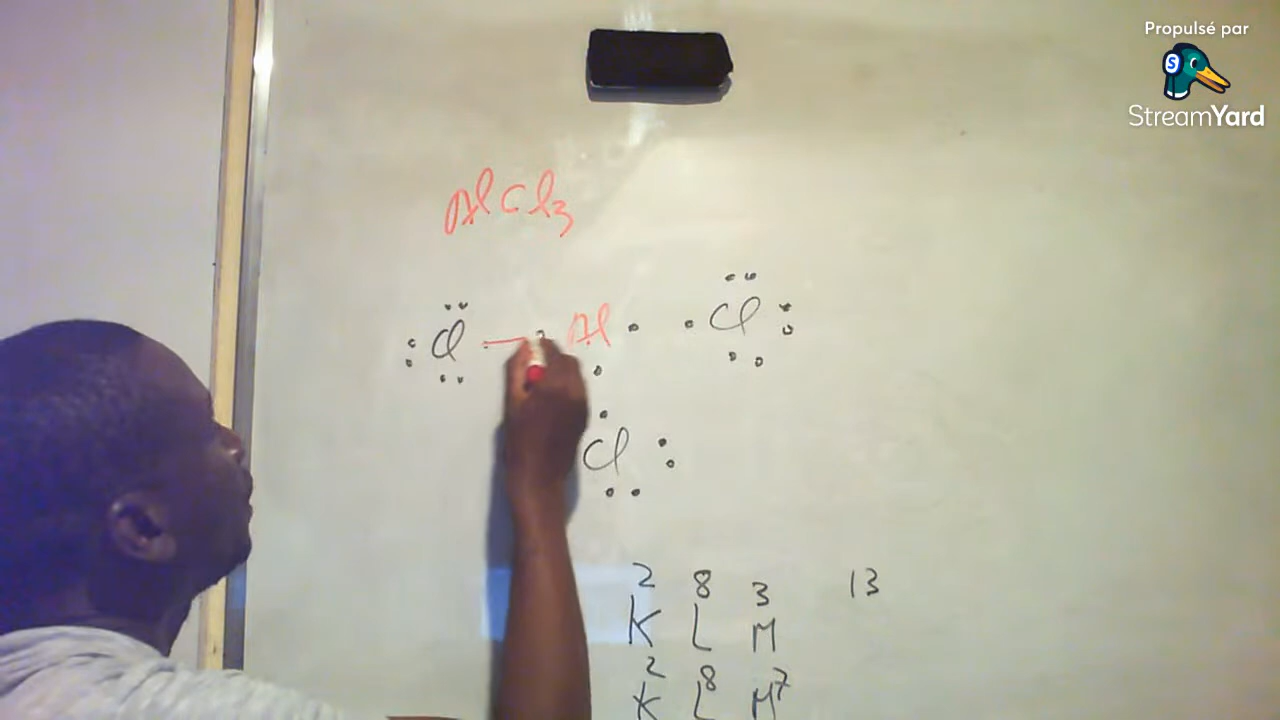 Propulsé par
StreamYard
AlCl3
Cl Al Cl
Cl
2 8 3 13
K L M
2 8 7
K L M